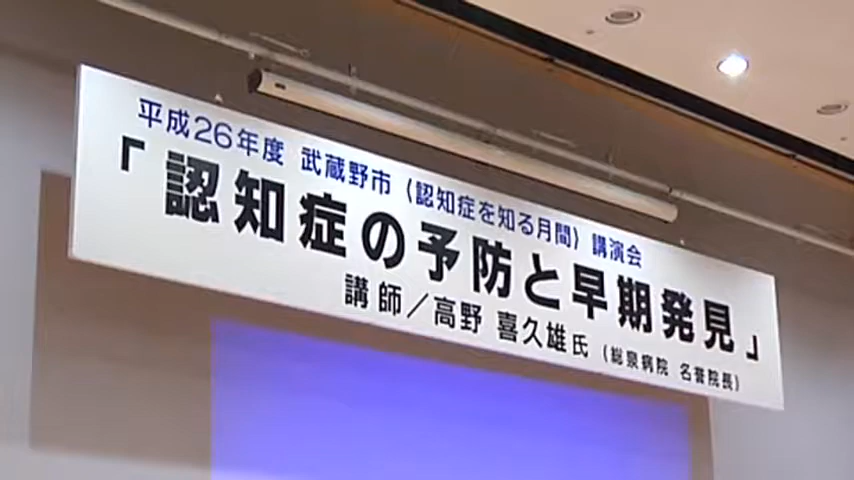 平成26年度 武蔵野市(認知症を知る月間)講演会
「認知症の予防と早期発見」
講師/高野 喜久雄氏(総泉病院 名誉院長)